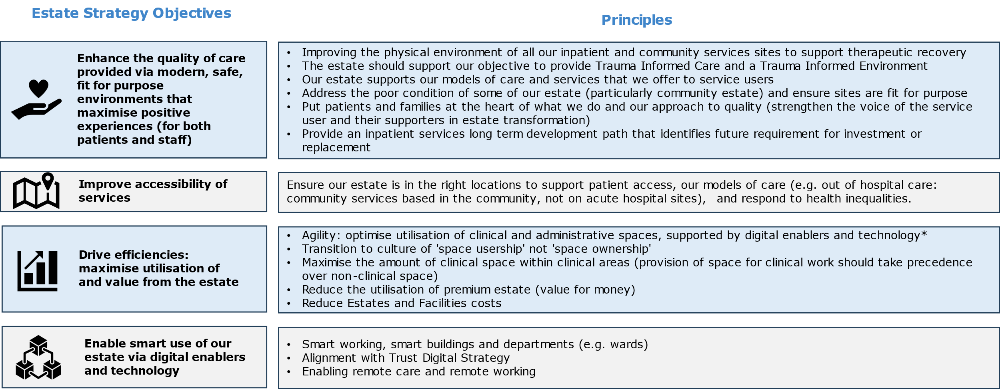 Estate Strategy Objectives
Principles
Enhance the quality of care
provided via modern, safe,
fit for purpose
environments that
maximise positive
experiences (for both
patients and staff)
• Improving the physical environment of all our inpatient and community services sites to support therapeutic recovery
• The estate should support our objective to provide Trauma Informed Care and a Trauma Informed Environment
• Our estate supports our models of care and services that we offer to service users
• Address the poor condition of some of our estate (particularly community estate) and ensure sites are fit for purpose
• Put patients and families at the heart of what we do and our approach to quality (strengthen the voice of the service
user and their supporters in estate transformation)
• Provide an inpatient services long term development path that identifies future requirement for investment or
replacement
Improve accessibility of
services
Ensure our estate is in the right locations to support patient access, our models of care (e.g. out of hospital care:
community services based in the community, not on acute hospital sites), and respond to health inequalities.
Drive efficiencies:
maximise utilisation of
and value from the estate
• Agility: optimise utilisation of clinical and administrative spaces, supported by digital enablers and technology*
• Transition to culture of 'space usership' not 'space ownership'
• Maximise the amount of clinical space within clinical areas (provision of space for clinical work should take precedence
over non-clinical space)
• Reduce the utilisation of premium estate (value for money)
• Reduce Estates and Facilities costs
Enable smart use of our
estate via digital enablers
and technology
• Smart working, smart buildings and departments (e.g. wards)
• Alignment with Trust Digital Strategy
• Enabling remote care and remote working